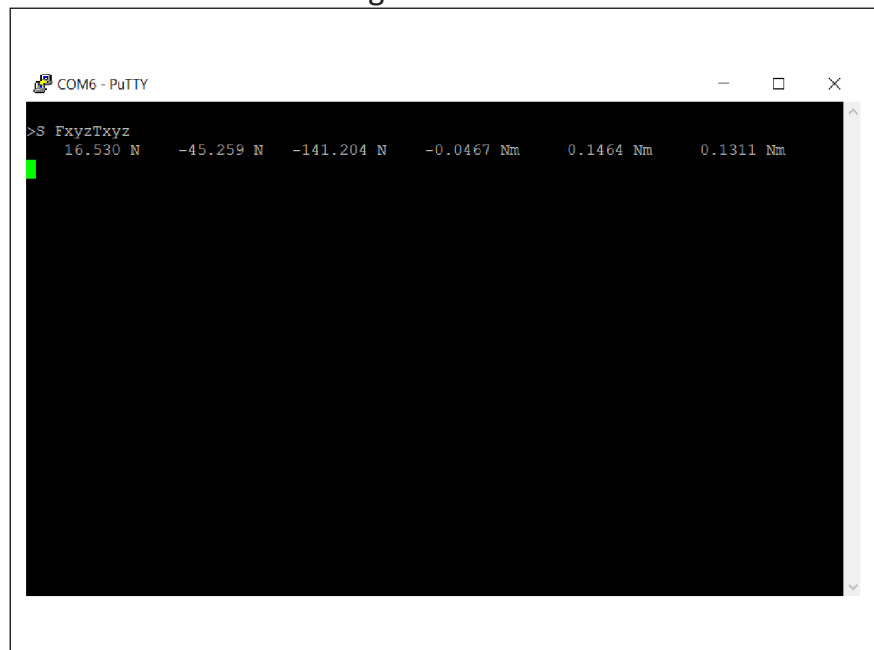 COM6 - PuTTY
>S FxyzTxyz
16.530 N -45.259 N -141.204 N -0.0467 Nm 0.1464 Nm 0.1311 Nm